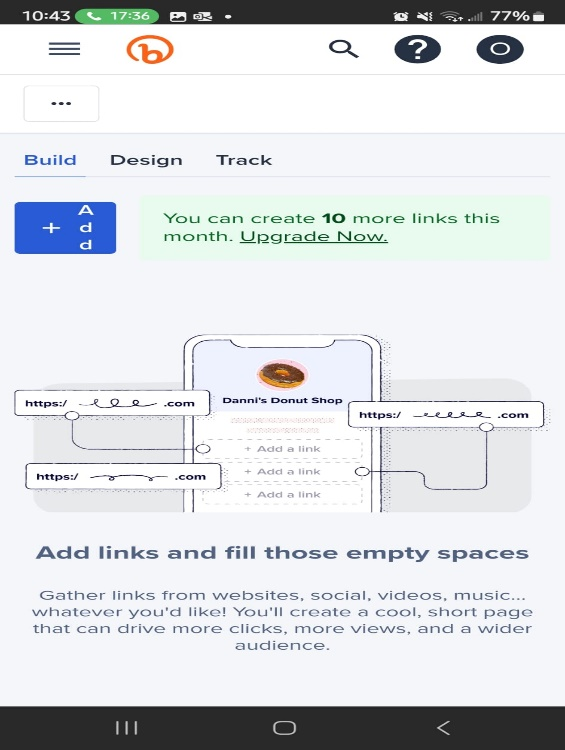 10:43 17:36 77%
?
O
...
Build Design Track
+ Add
You can create 10 more links this
month. Upgrade Now.
Danni's Donut Shop
https:/ .com
https:/ .com
+ Add a link
+ Add a link
https:/ .com
+ Add a link
Add links and fill those empty spaces
Gather links from websites, social, videos, music...
whatever you'd like! You'll create a cool, short page
that can drive more clicks, more views, and a wider
audience.